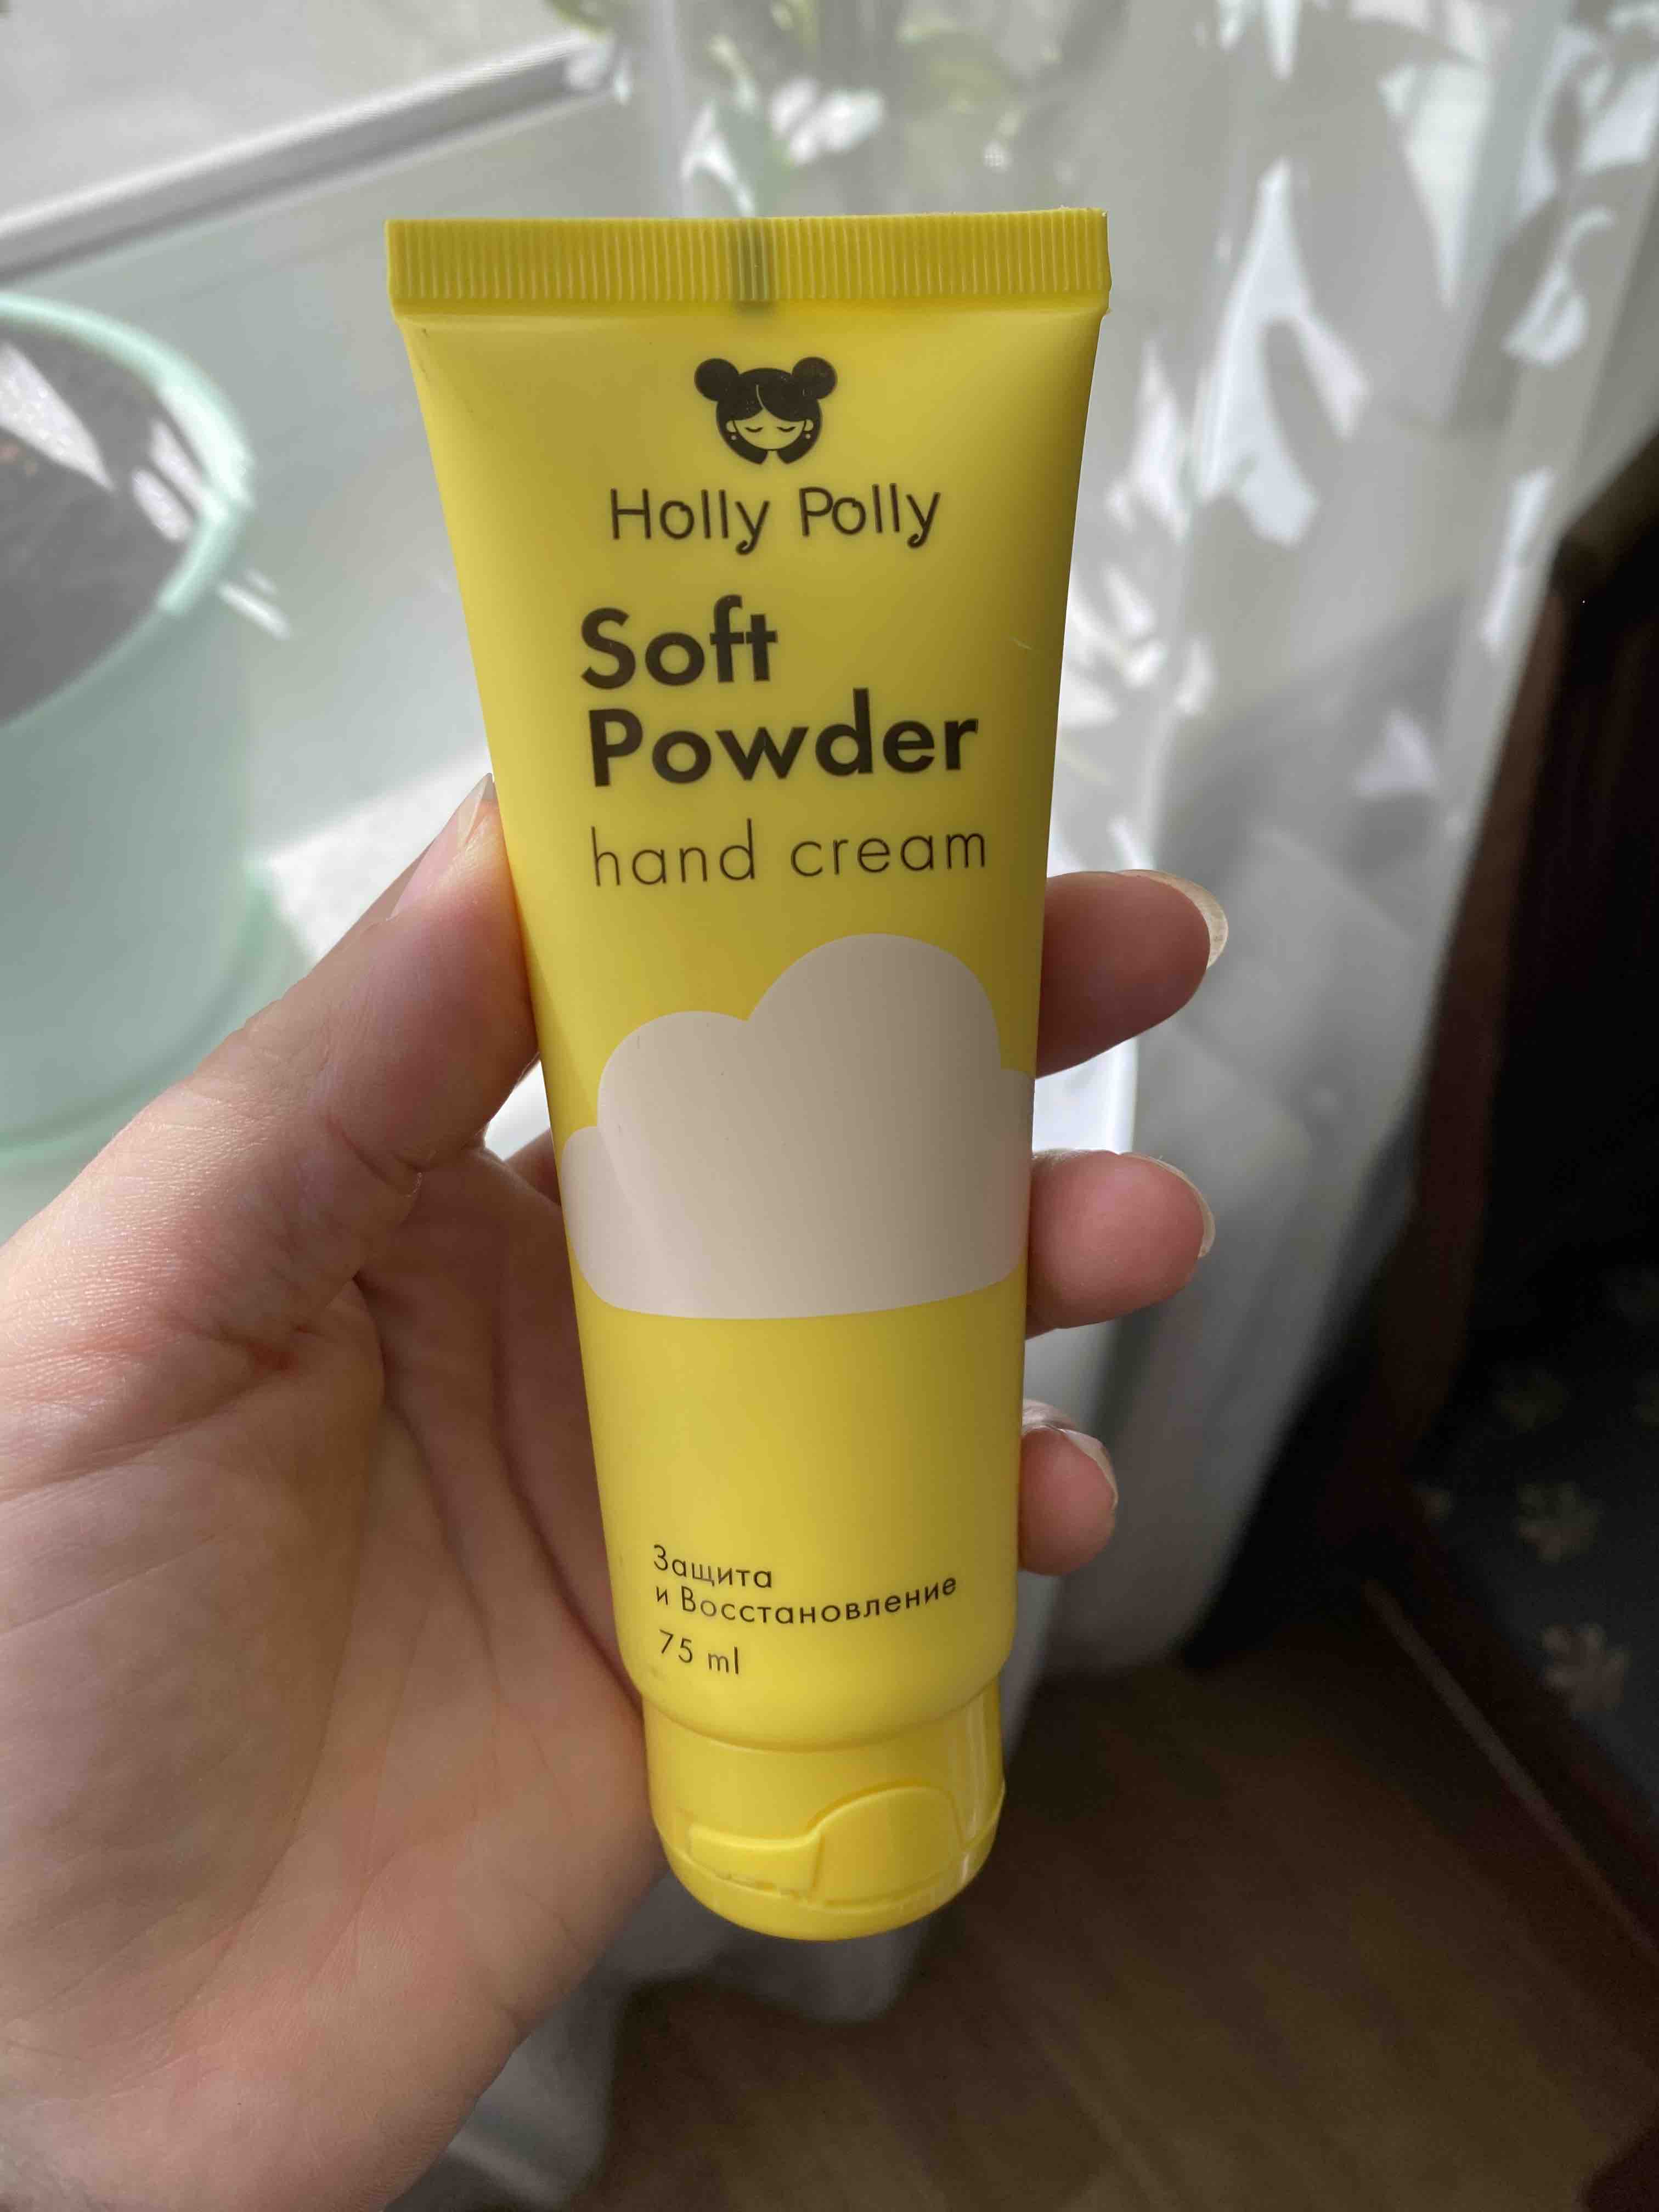 Holly Polly
Soft
Powder
hand cream
Защита
и Восстановление
75 ml